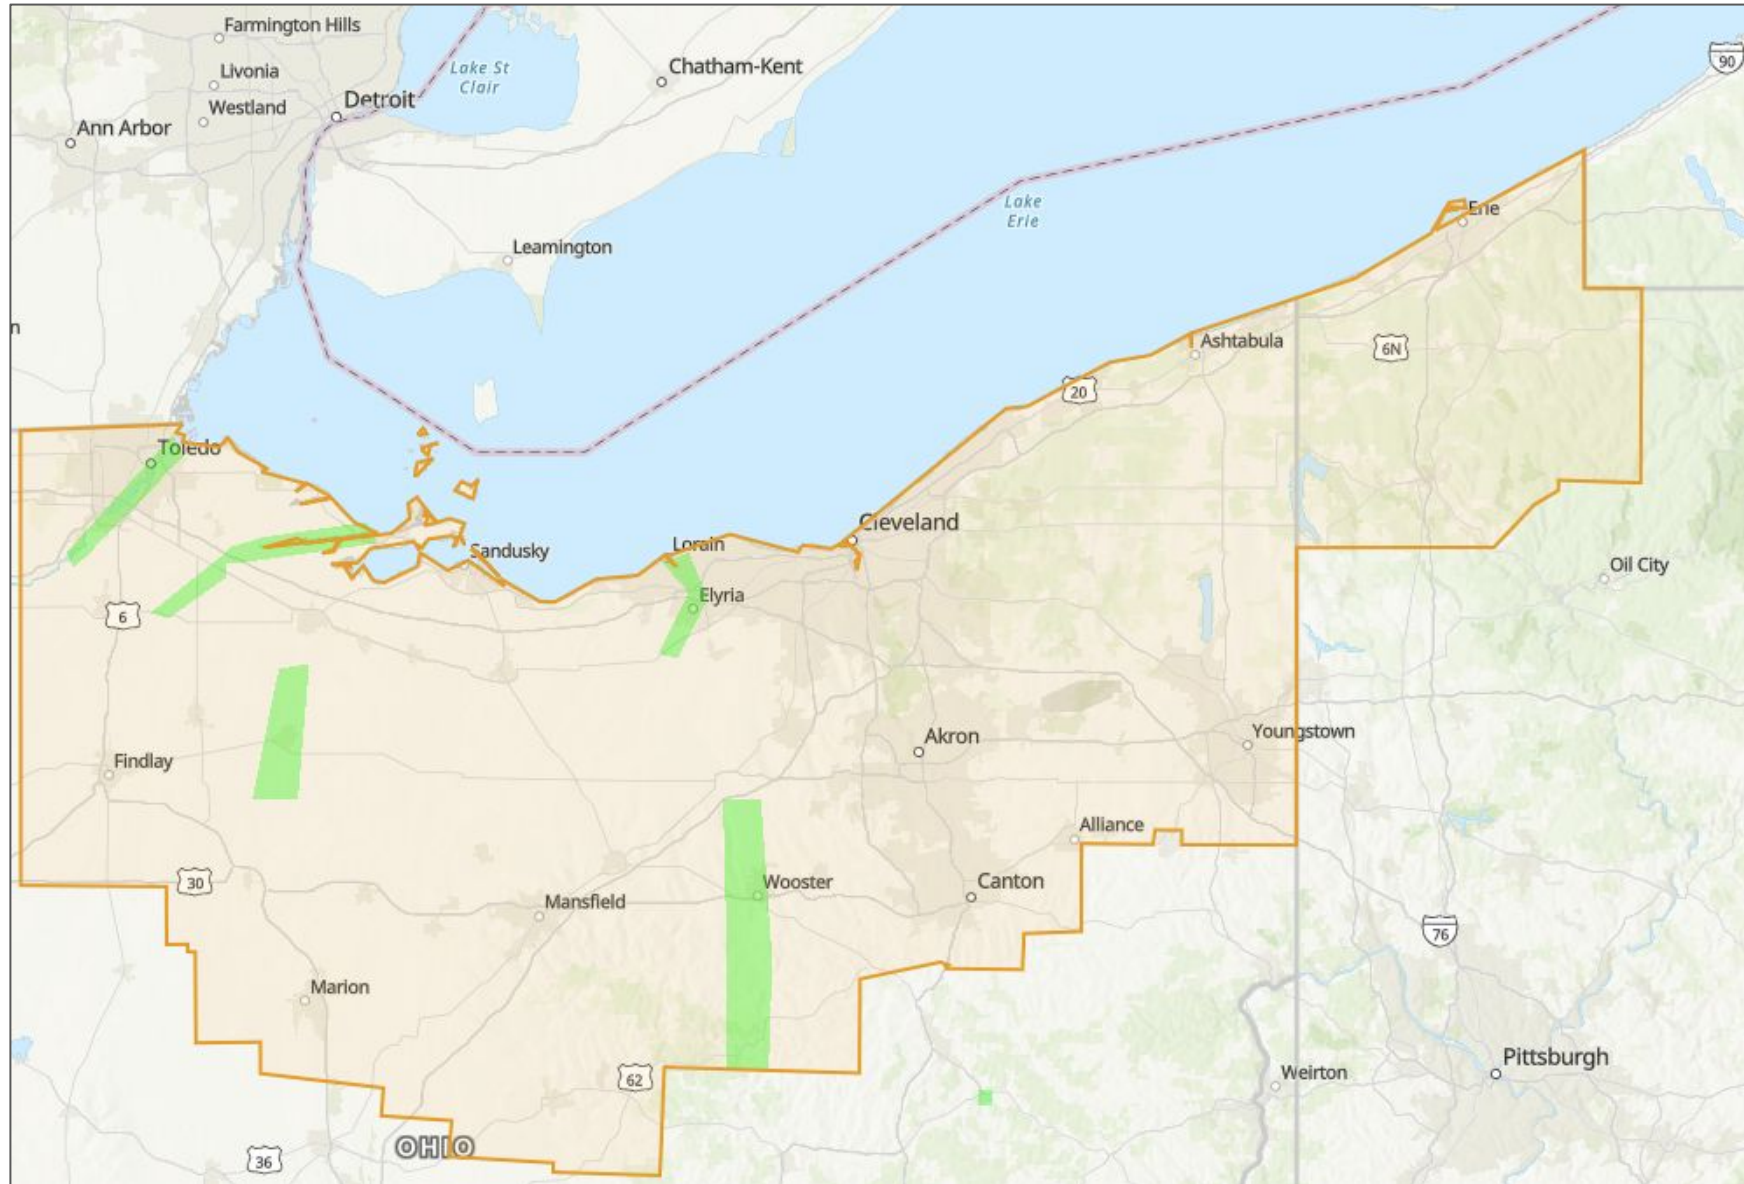 Farmington Hills
Livonia
Westland
Detroit
Ann Arbor
Lake St
Clair
Chatham-Kent
90
Leamington
Lake
Erie
Erie
n
Ashtabula
6N
20
Toledo
Sandusky
Lorain
Cleveland
Elyria
Oil City
6
Findlay
Akron
Youngstown
Alliance
30
Mansfield
Wooster
Canton
76
Marion
62
Weirton
Pittsburgh
OHIO
36